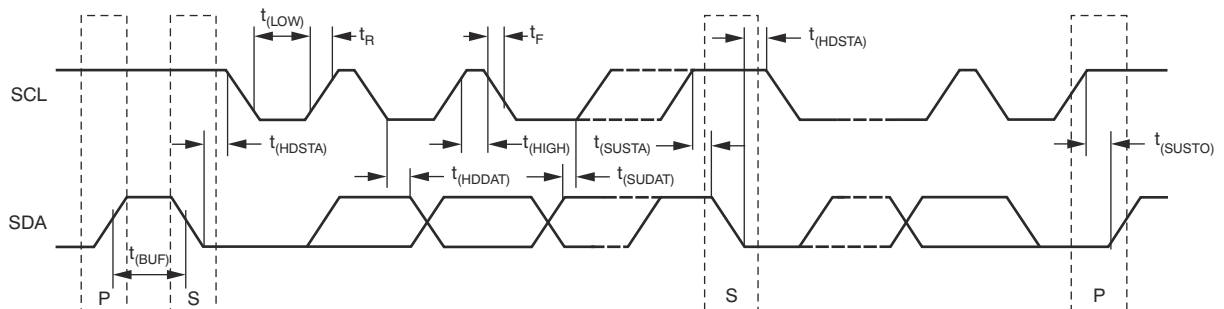 t(LOW)
tR
tF
t(HDSTA)
SCL
t(HDSTA)
t(HIGH)
t(SUSTA)
t(SUSTO)
t(HDDAT)
t(SUDAT)
SDA
t(BUF)
P
S
S
P